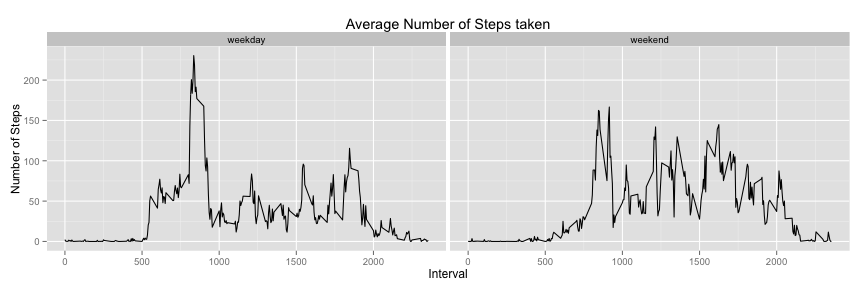 Average Number of Steps taken
weekday
weekend
Number of Steps
200
150
100
50
0
0 500 1000 1500 2000
0 500 1000 1500 2000
Interval